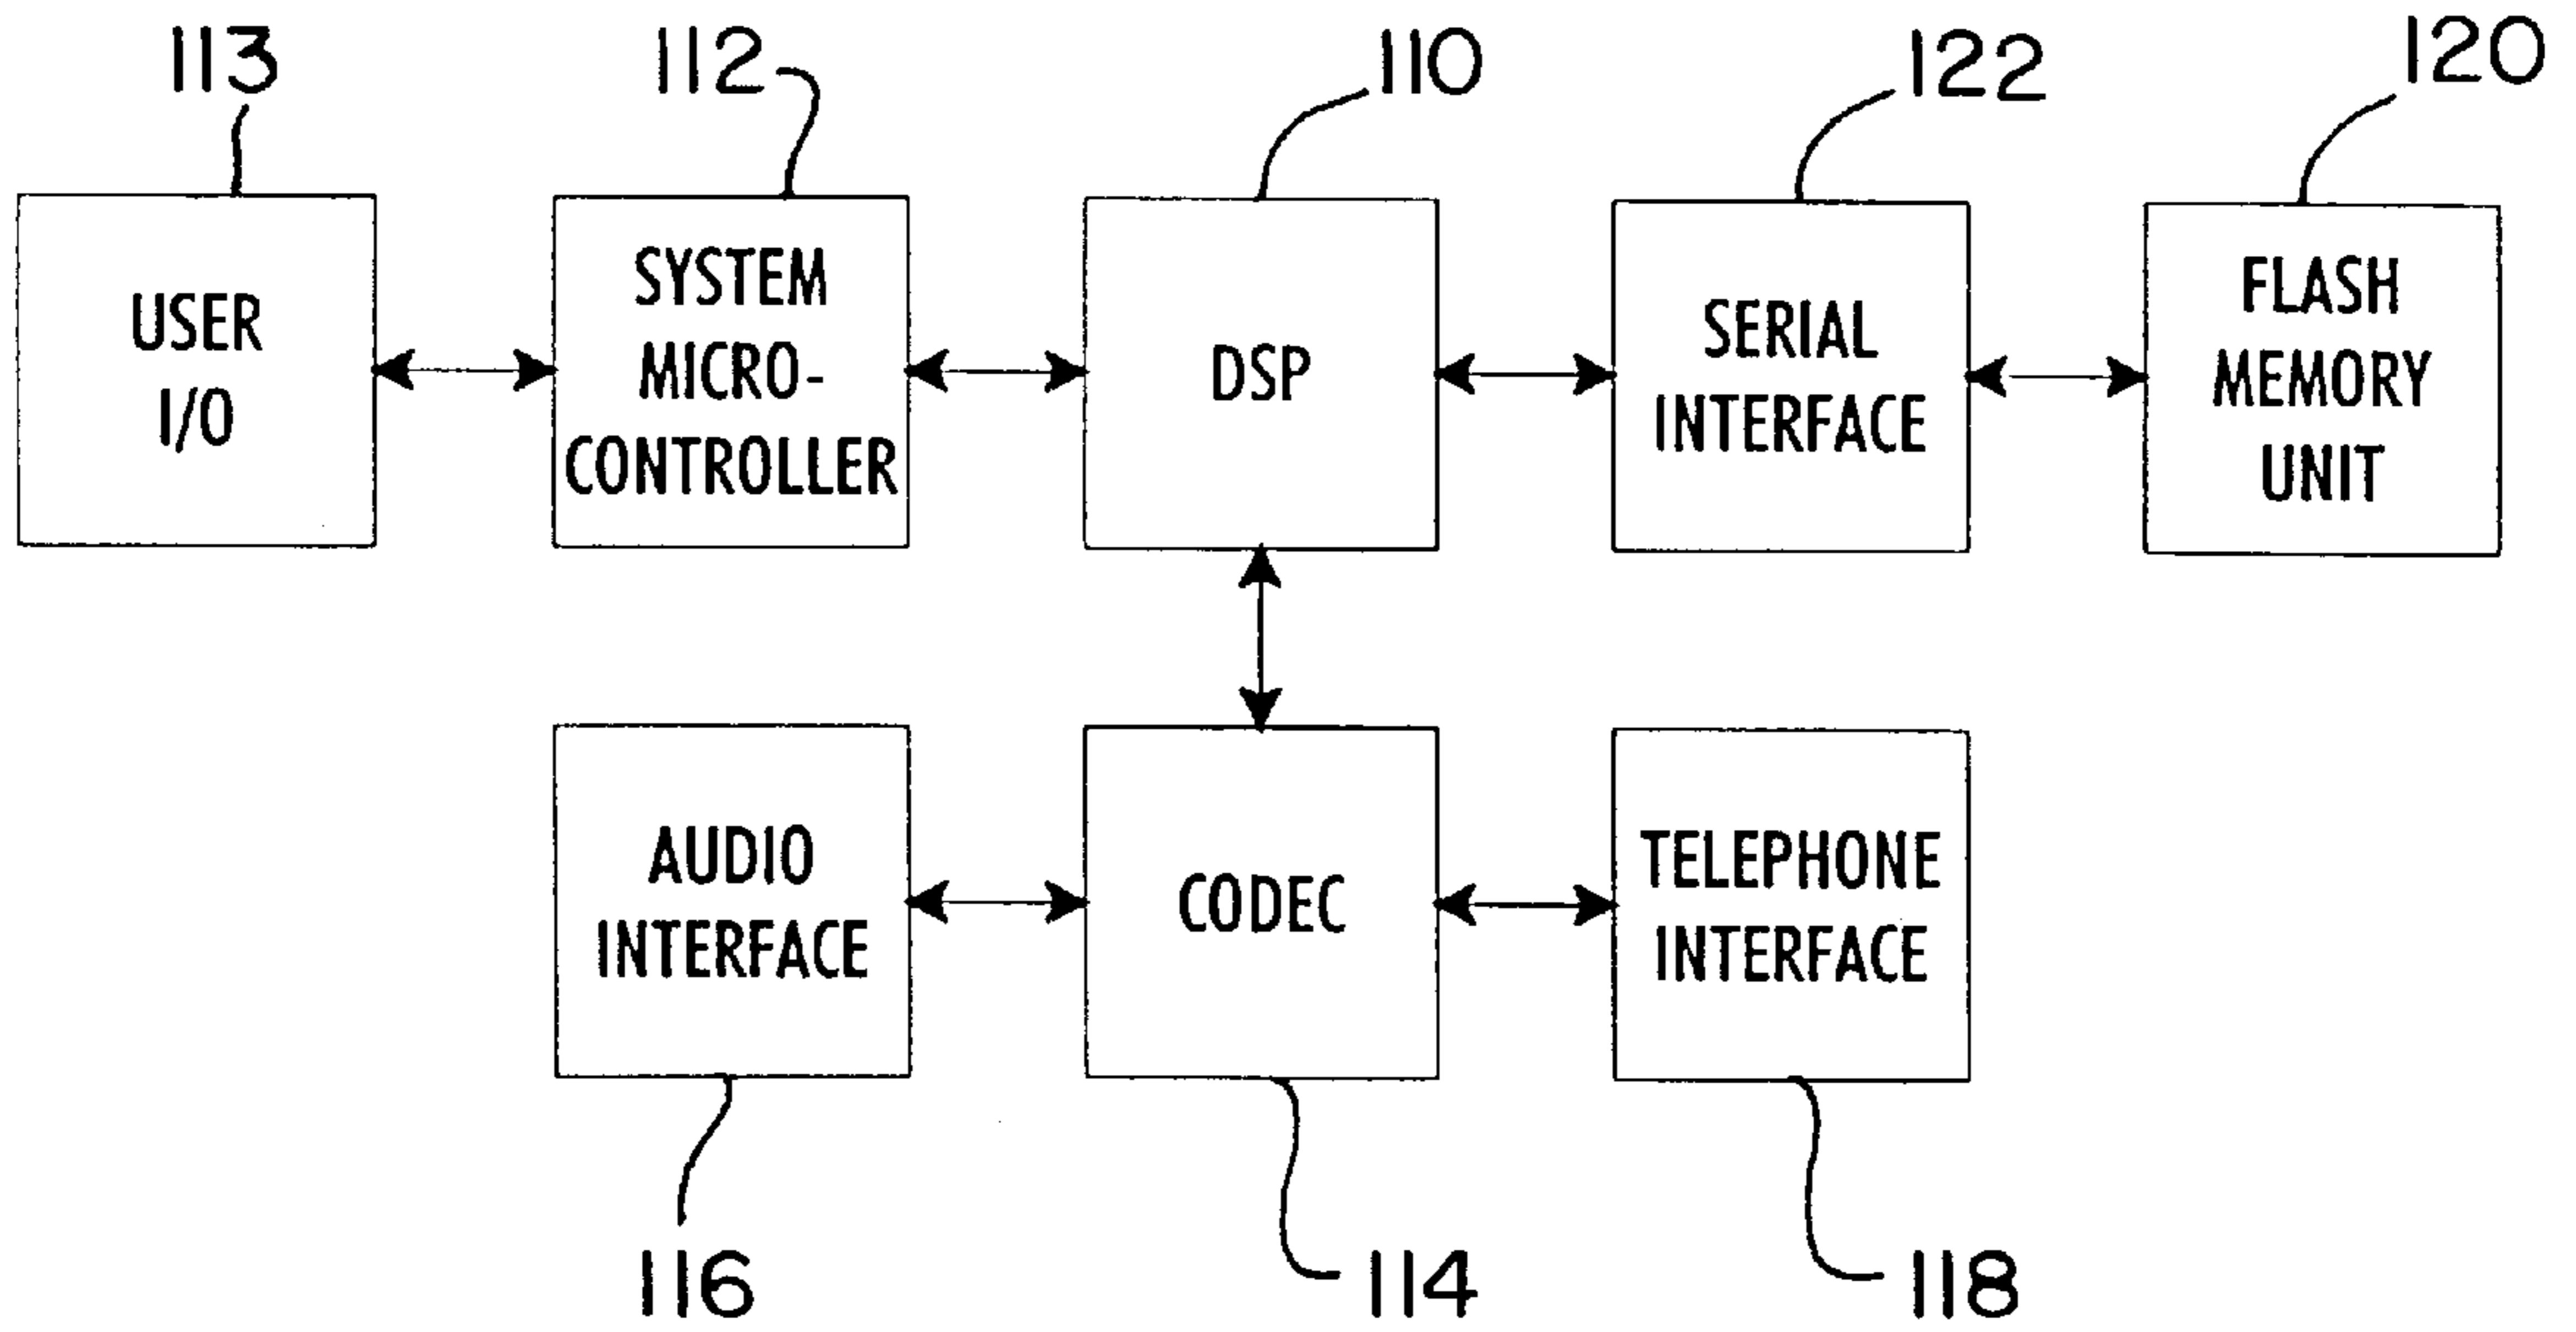 113
112
110
122
120
USER
I/O
SYSTEM
MICRO-
CONTROLLER
DSP
SERIAL
INTERFACE
FLASH
MEMORY
UNIT
AUDIO
INTERFACE
CODEC
TELEPHONE
INTERFACE
116
114
118